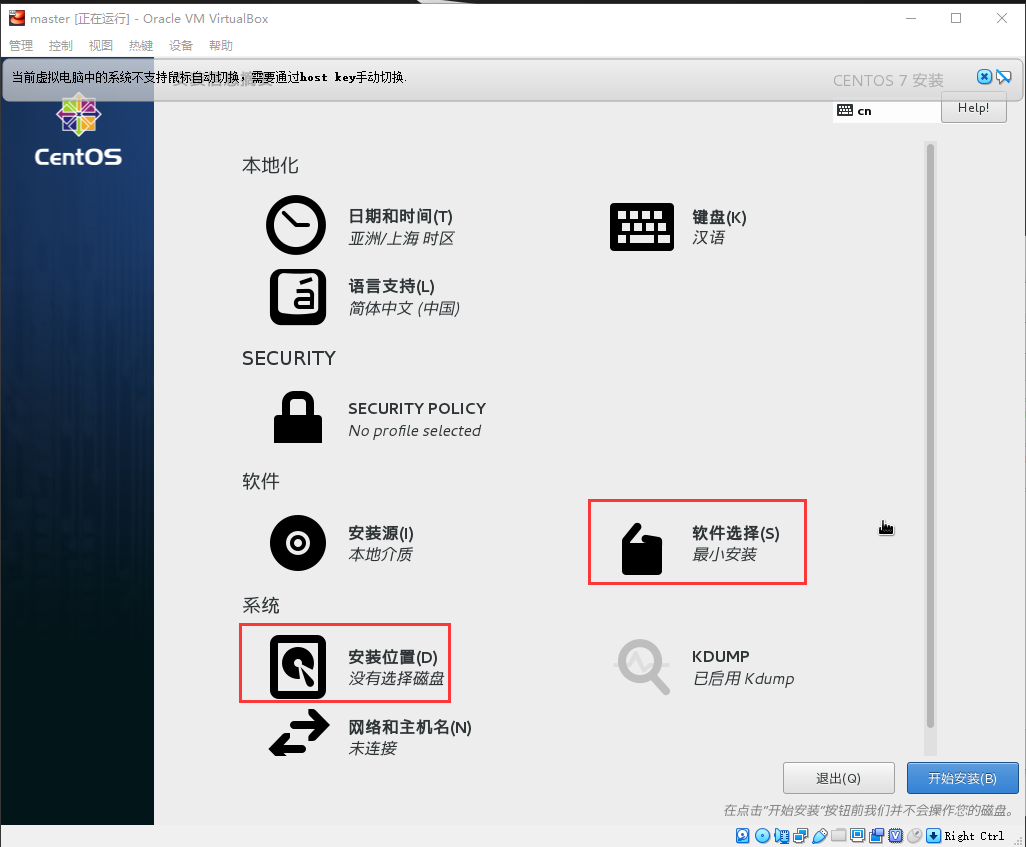 master [正在运行] - Oracle VM VirtualBox
管理 控制 视图 热键 设备 帮助
当前虚拟电脑中的系统不支持鼠标自动切换，需要通过host key手动切换.
CENTOS 7 安装
cn
Help!
CentOS
本地化
日期和时间(T)
亚洲/上海 时区
键盘(K)
汉语
语言支持(L)
简体中文 (中国)
SECURITY
SECURITY POLICY
No profile selected
软件
安装源(I)
本地介质
软件选择(S)
最小安装
系统
安装位置(D)
没有选择磁盘
KDUMP
已启用 Kdump
网络和主机名(N)
未连接
退出(Q)
开始安装(B)
在点击"开始安装"按钮前我们并不会操作您的磁盘。
Right Ctrl